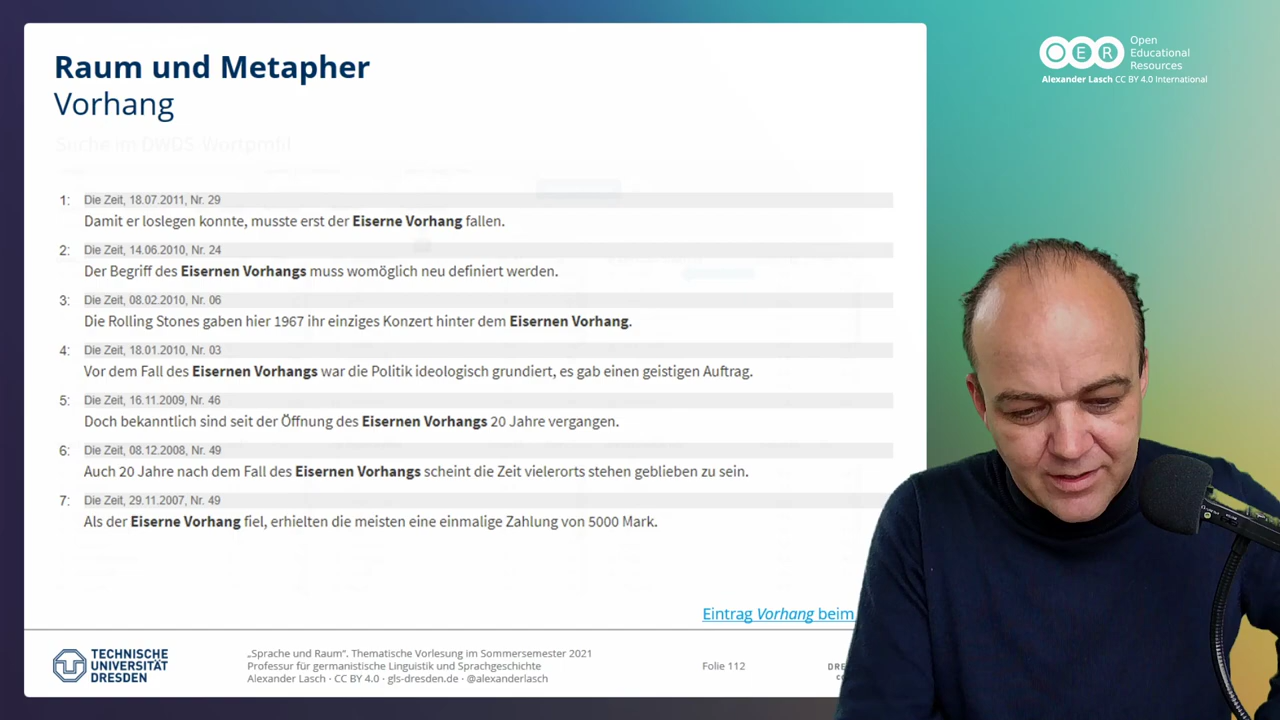 Raum und Metapher
Vorhang
Suche im DWDS-Wortprofil
1: Die Zeit, 18.07.2011, Nr. 29
Damit er loslegen konnte, musste erst der Eiserne Vorhang fallen.
2: Die Zeit, 14.06.2010, Nr. 24
Der Begriff des Eisernen Vorhangs muss womöglich neu definiert werden.
3: Die Zeit, 08.02.2010, Nr. 06
Die Rolling Stones gaben hier 1967 ihr einziges Konzert hinter dem Eisernen Vorhang.
4: Die Zeit, 18.01.2010, Nr. 03
Vor dem Fall des Eisernen Vorhangs war die Politik ideologisch grundiert, es gab einen geistigen Auftrag.
5: Die Zeit, 16.11.2009, Nr. 46
Doch bekanntlich sind seit der Öffnung des Eisernen Vorhangs 20 Jahre vergangen.
6: Die Zeit, 08.12.2008, Nr. 49
Auch 20 Jahre nach dem Fall des Eisernen Vorhangs scheint die Zeit vielerorts stehen geblieben zu sein.
7: Die Zeit, 29.11.2007, Nr. 49
Als der Eiserne Vorhang fiel, erhielten die meisten eine einmalige Zahlung von 5000 Mark.
Eintrag Vorhang beim
TECHNISCHE
UNIVERSITÄT
DRESDEN
„Sprache und Raum". Thematische Vorlesung im Sommersemester 2021
Professur für germanistische Linguistik und Sprachgeschichte
Alexander Lasch · CC BY 4.0 · gls-dresden.de · @alexanderlasch
Folie 112
OER
Open
Educational
Resources
Alexander Lasch CC BY 4.0 International